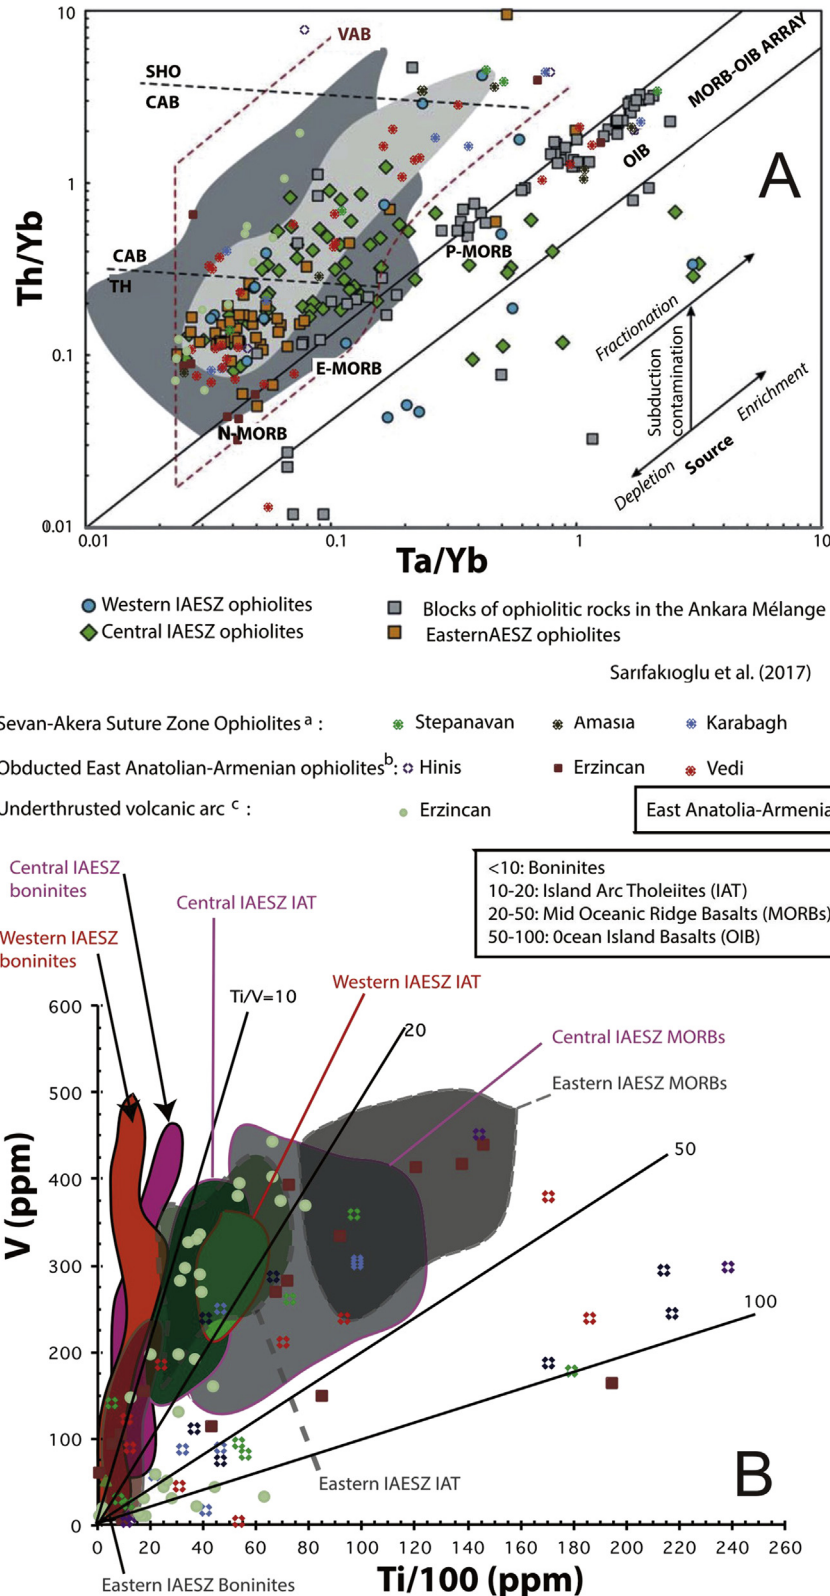 10
VAB
MORB-OIB ARRAY
SHO
CAB
A
OIB
1
Th/Yb
CAB
TH
P-MORB
Fractionation
Subduction
contamination
0.1
E-MORB
Enrichment
N-MORB
Source
Depletion
0.01
0.01
0.1
1
10
Ta/Yb
Western IAESZ ophiolites
Blocks of ophiolitic rocks in the Ankara Mélange
Central IAESZ ophiolites
EasternAESZ ophiolites
Sarıfakıoglu et al. (2017)
Sevan-Akera Suture Zone Ophiolites a :
Stepanavan
Amasıa
Karabagh
Obducted East Anatolian-Armenian ophiolites b :
Hinis
Erzincan
Vedi
Underthrusted volcanic arc c :
Erzincan
East Anatolia-Armenia
Central IAESZ
boninites
<10: Boninites
10-20: Island Arc Tholeiites (IAT)
20-50: Mid Oceanic Ridge Basalts (MORBs)
50-100: 0cean Island Basalts (OIB)
Central IAESZ IAT
Western IAESZ
boninites
Western IAESZ IAT
Ti/V=10
20
Central IAESZ MORBs
Eastern IAESZ MORBs
600
500
50
400
V (ppm)
300
100
200
100
B
Eastern IAESZ IAT
0
0 20 40 60 80 100 120 140 160 180 200 220 240 260
Ti/100 (ppm)
Eastern IAESZ Boninites